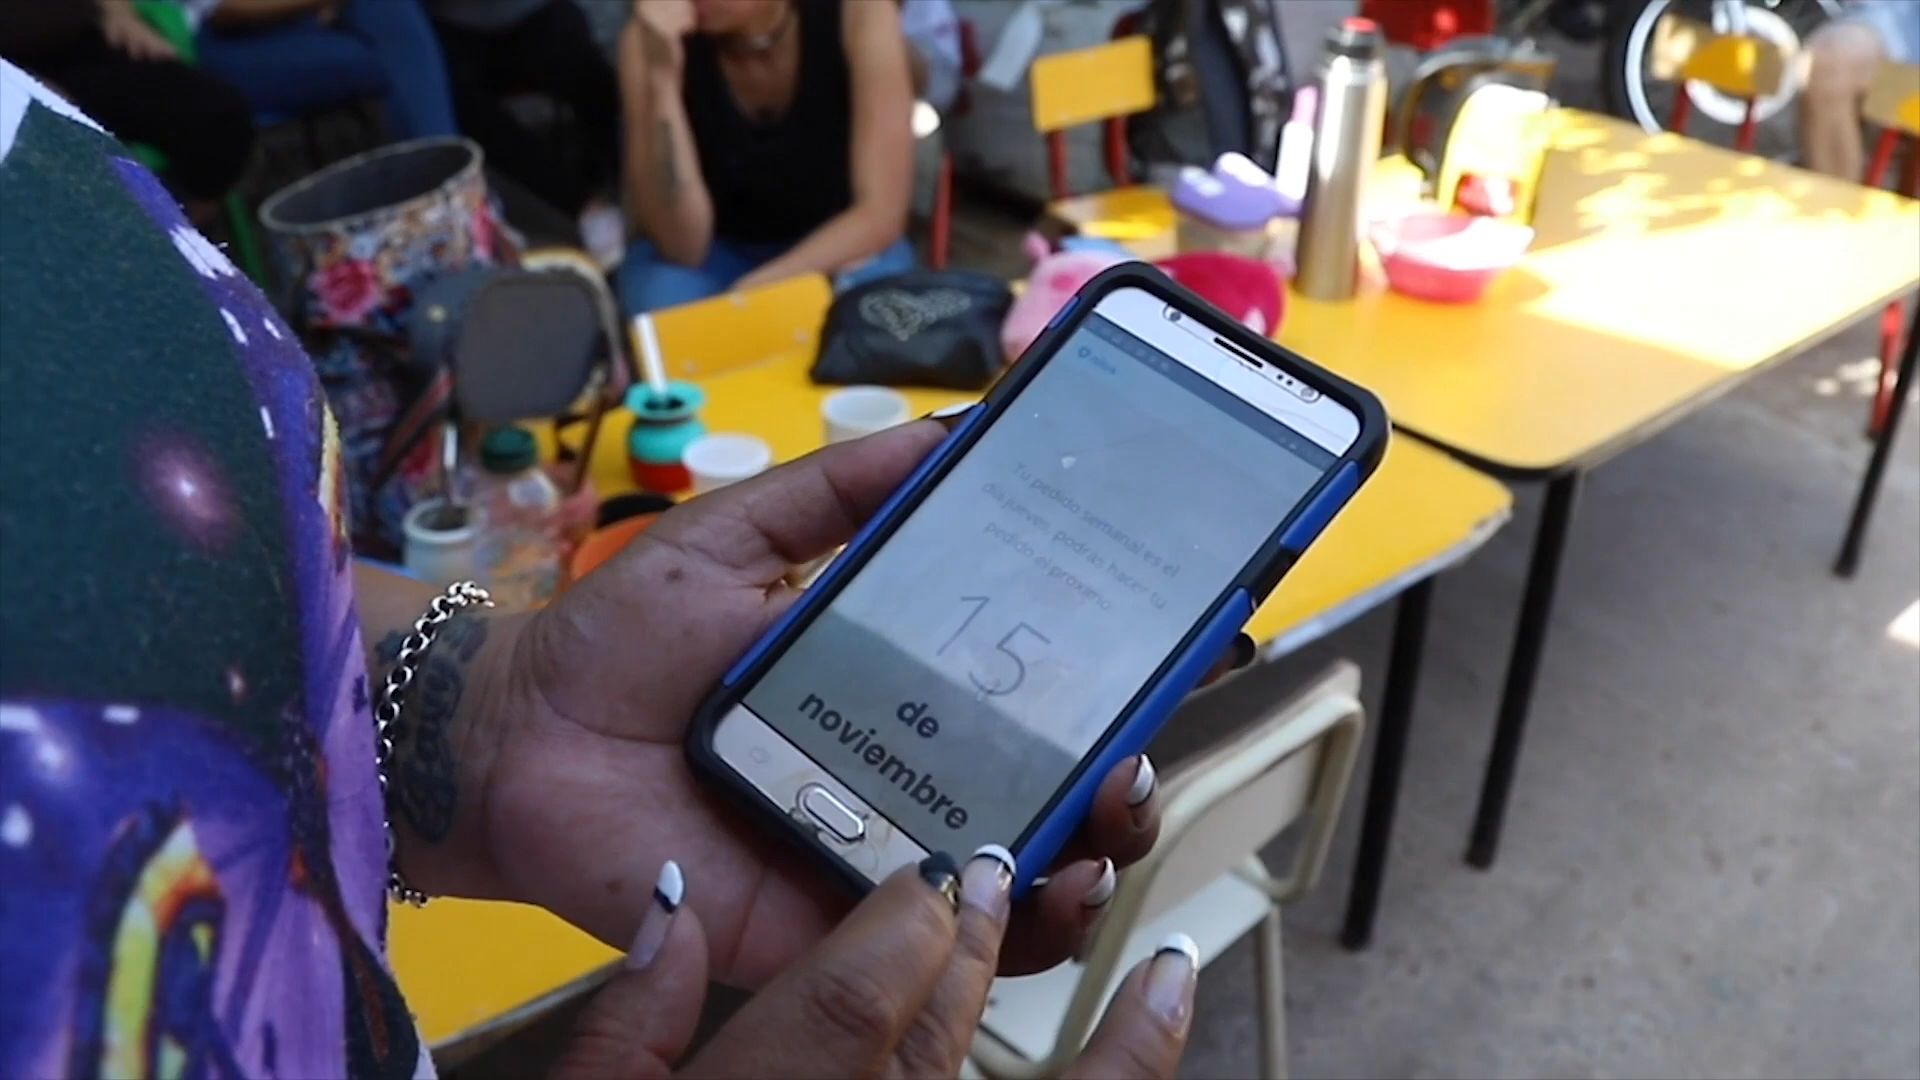 Tu pedido semanal es el
día jueves, podrás hacer tu
pedido el próximo
15
de
noviembre